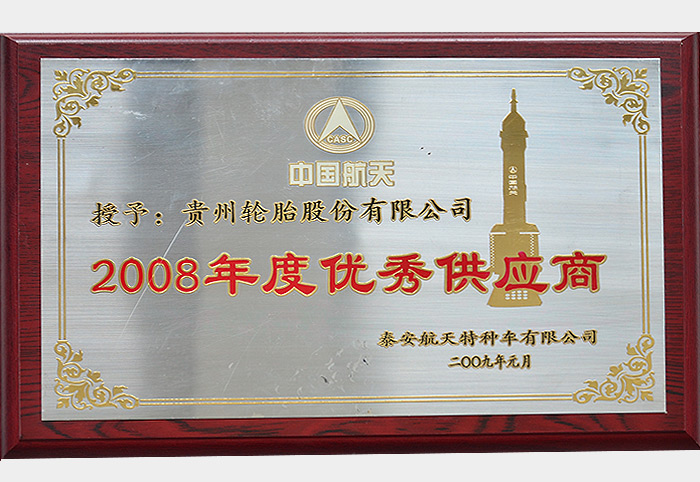 CASC
中国航天
授予：贵州轮胎股份有限公司
2008年度优秀供应商
泰安航天特种车有限公司
二〇〇九年元月